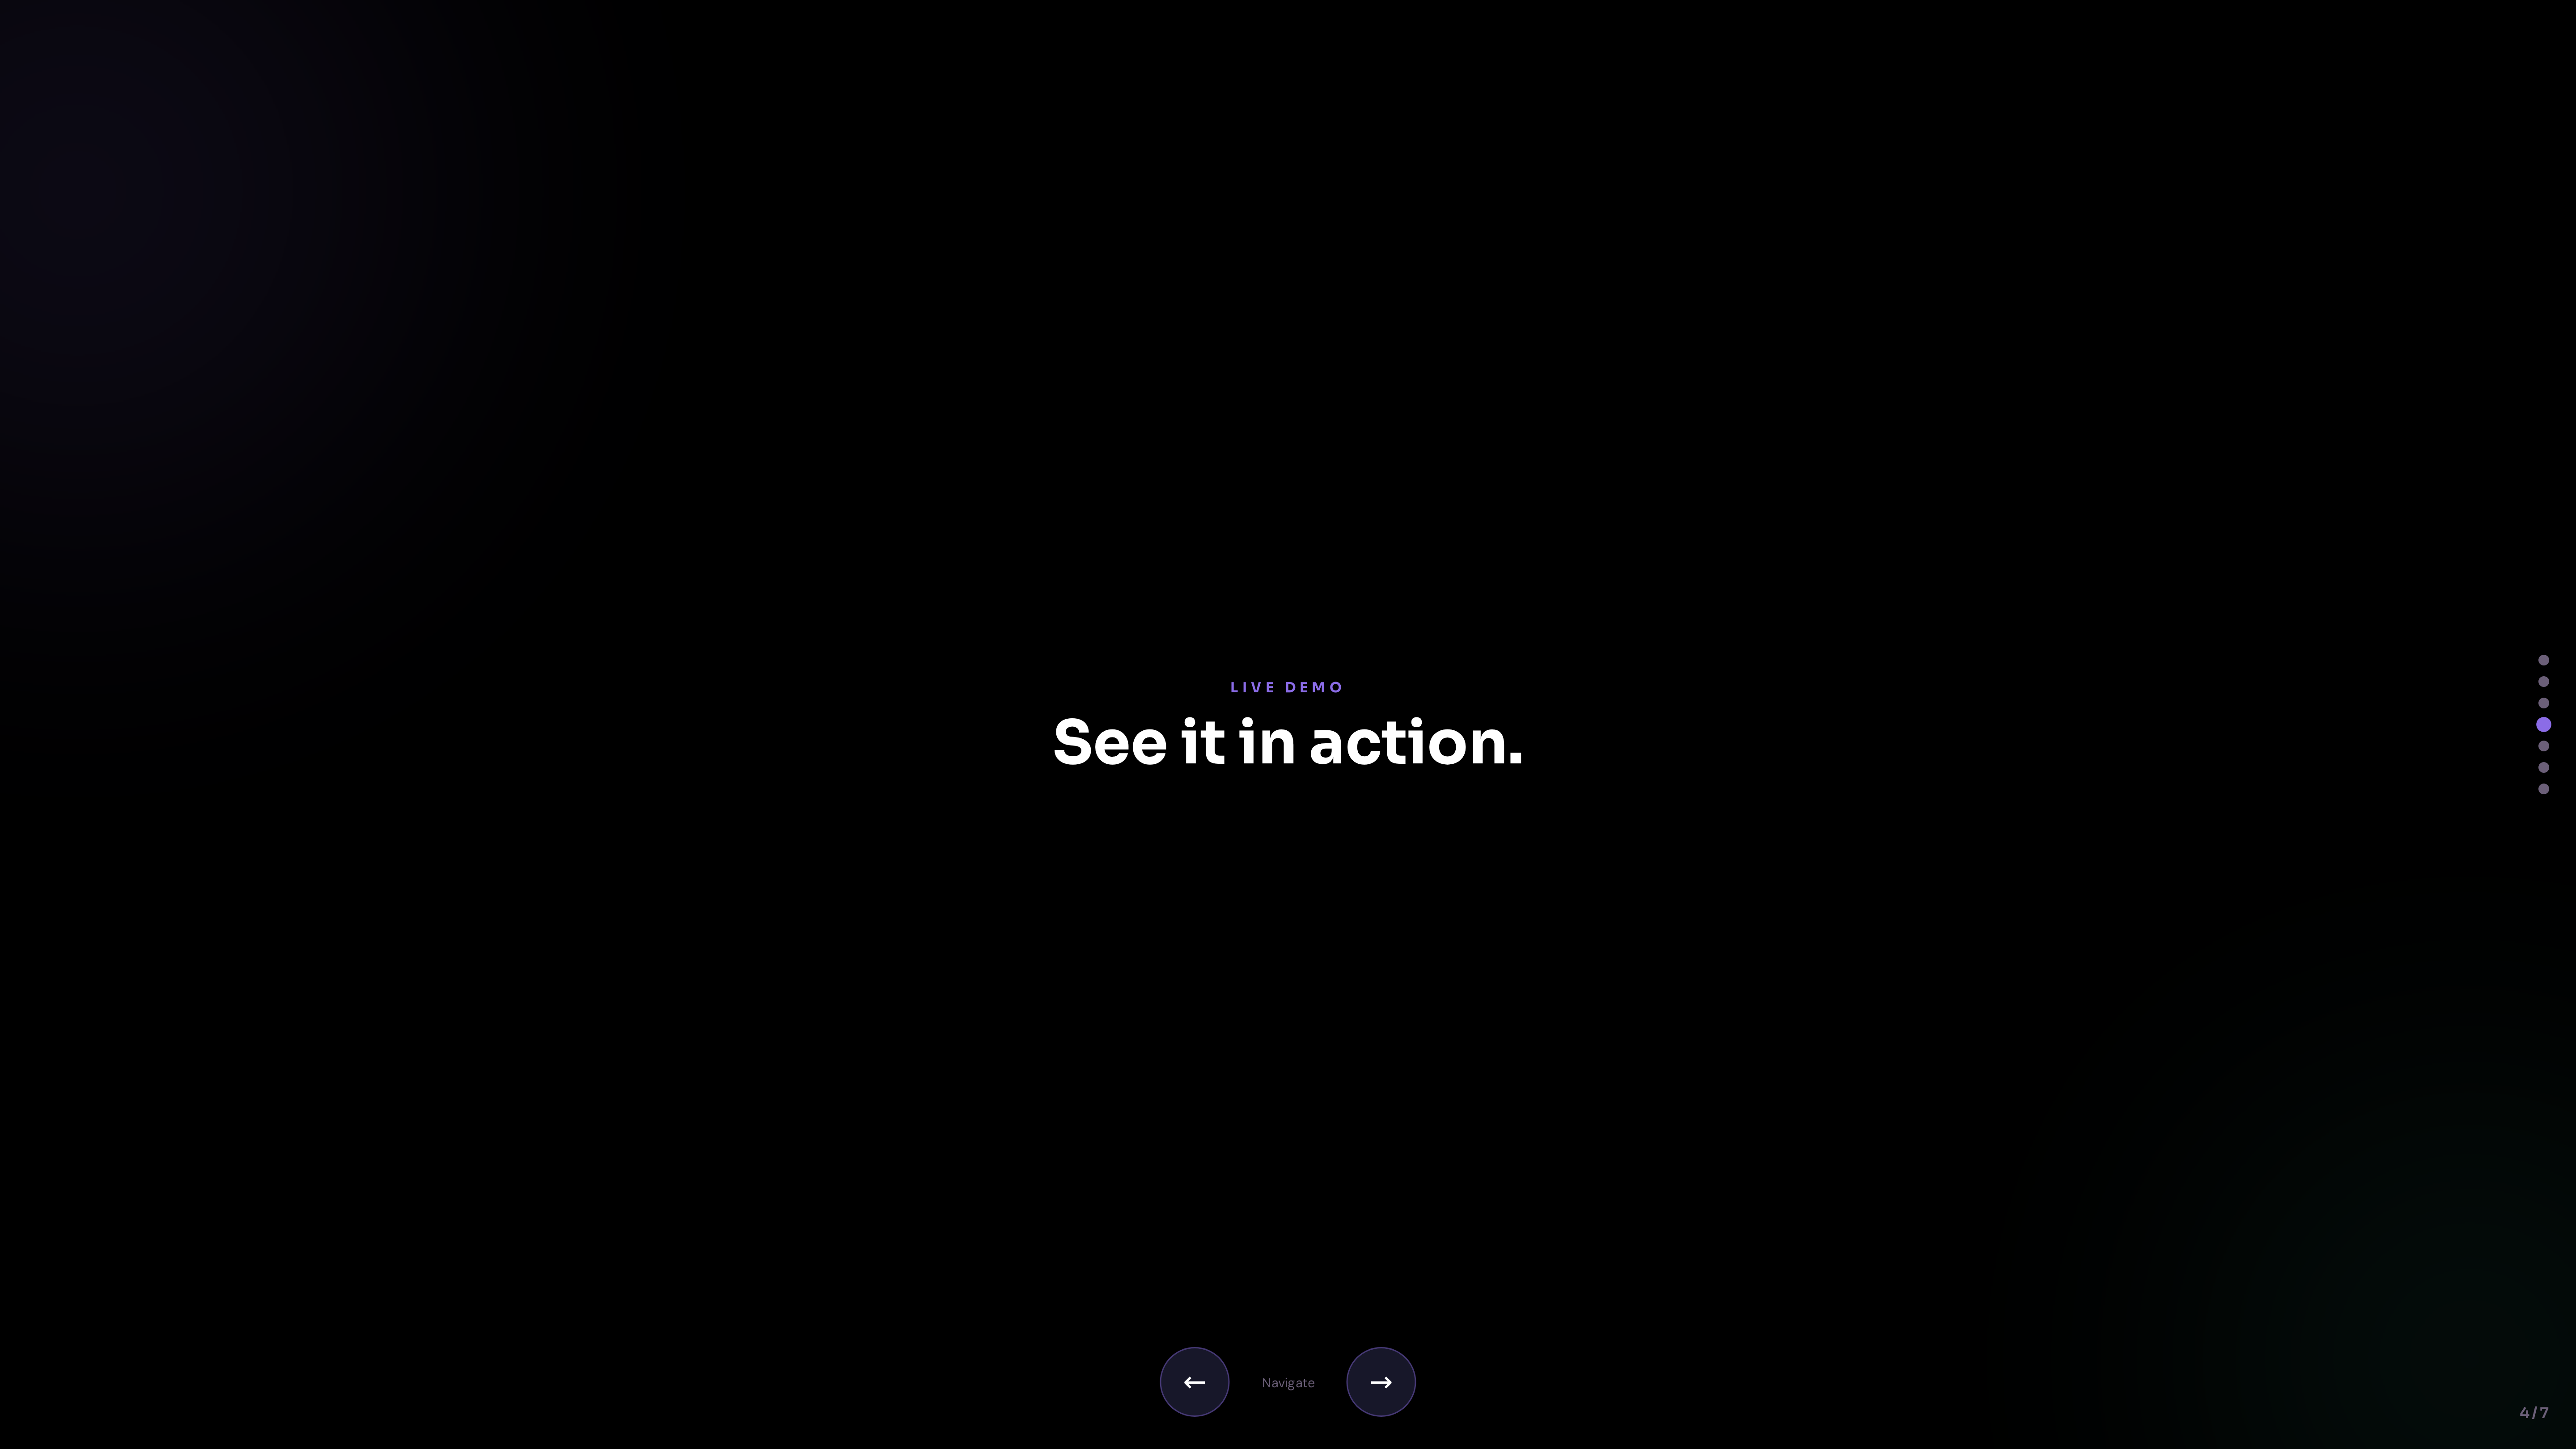 LIVE DEMO
See it in action.
← Navigate →
4/7